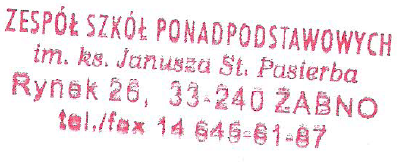 ZESPÓŁ SZKÓŁ PONADPODSTAWOWYCH
im. ks. Janusza St. Pasierba
Rynek 26, 33-240 ŻABNO
tel./fax 14 645-61-87